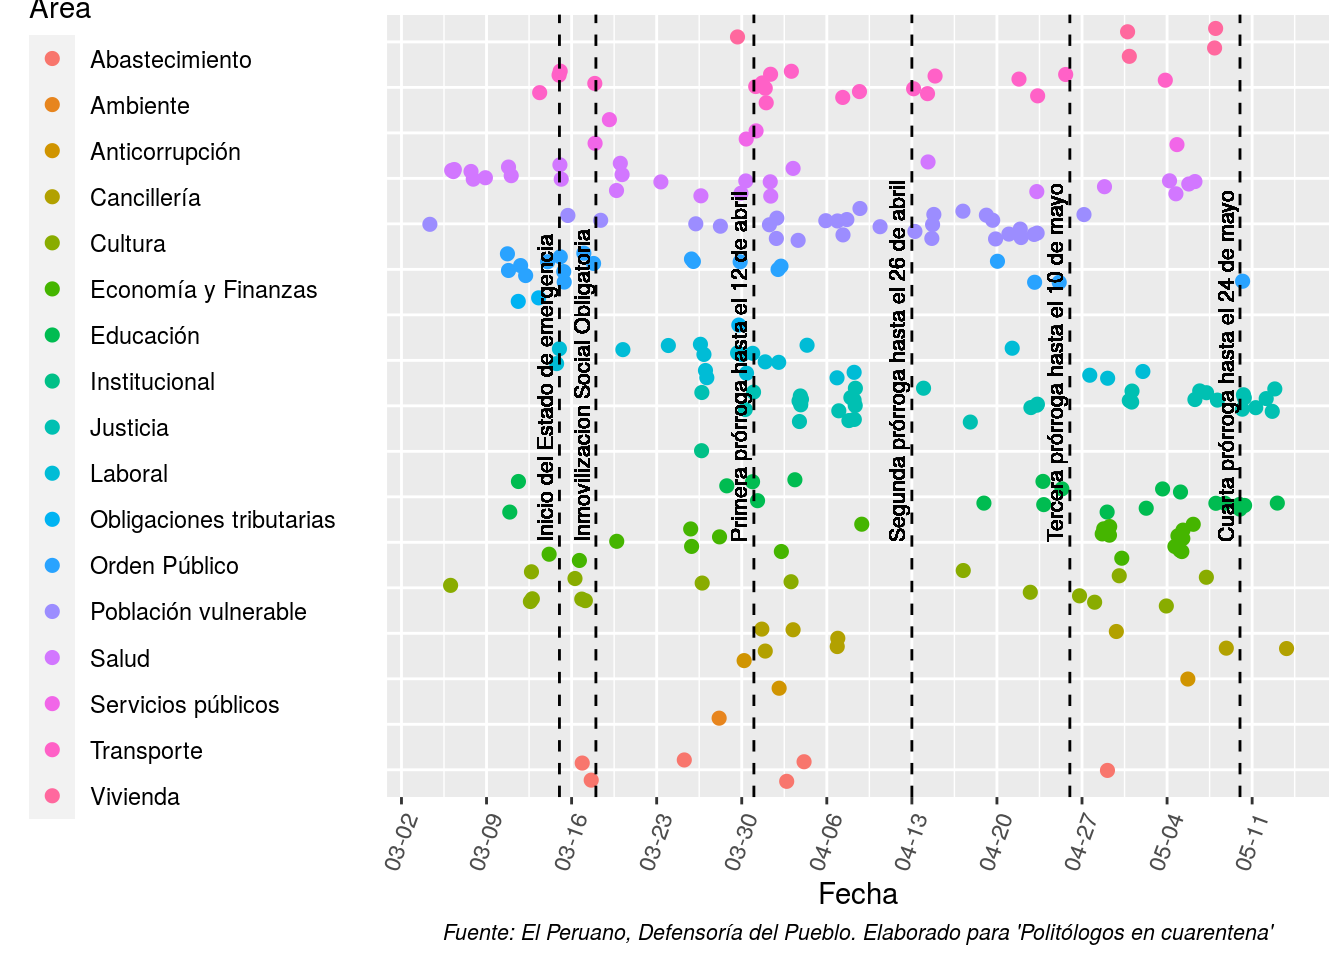 Área
Abastecimiento
Ambiente
Anticorrupción
Cancillería
Cultura
Economía y Finanzas
Educación
Institucional
Justicia
Laboral
Obligaciones tributarias
Orden Público
Población vulnerable
Salud
Servicios públicos
Transporte
Vivienda
Inicio del Estado de emergencia
Inmovilizacion Social Obligatoria
Primera prórroga hasta el 12 de abril
Segunda prórroga hasta el 26 de abril
Tercera prórroga hasta el 10 de mayo
Cuarta prórroga hasta el 24 de mayo
03-02
03-09
03-16
03-23
03-30
04-06
04-13
04-20
04-27
05-04
05-11
Fecha
Fuente: El Peruano, Defensoría del Pueblo. Elaborado para 'Politólogos en cuarentena'